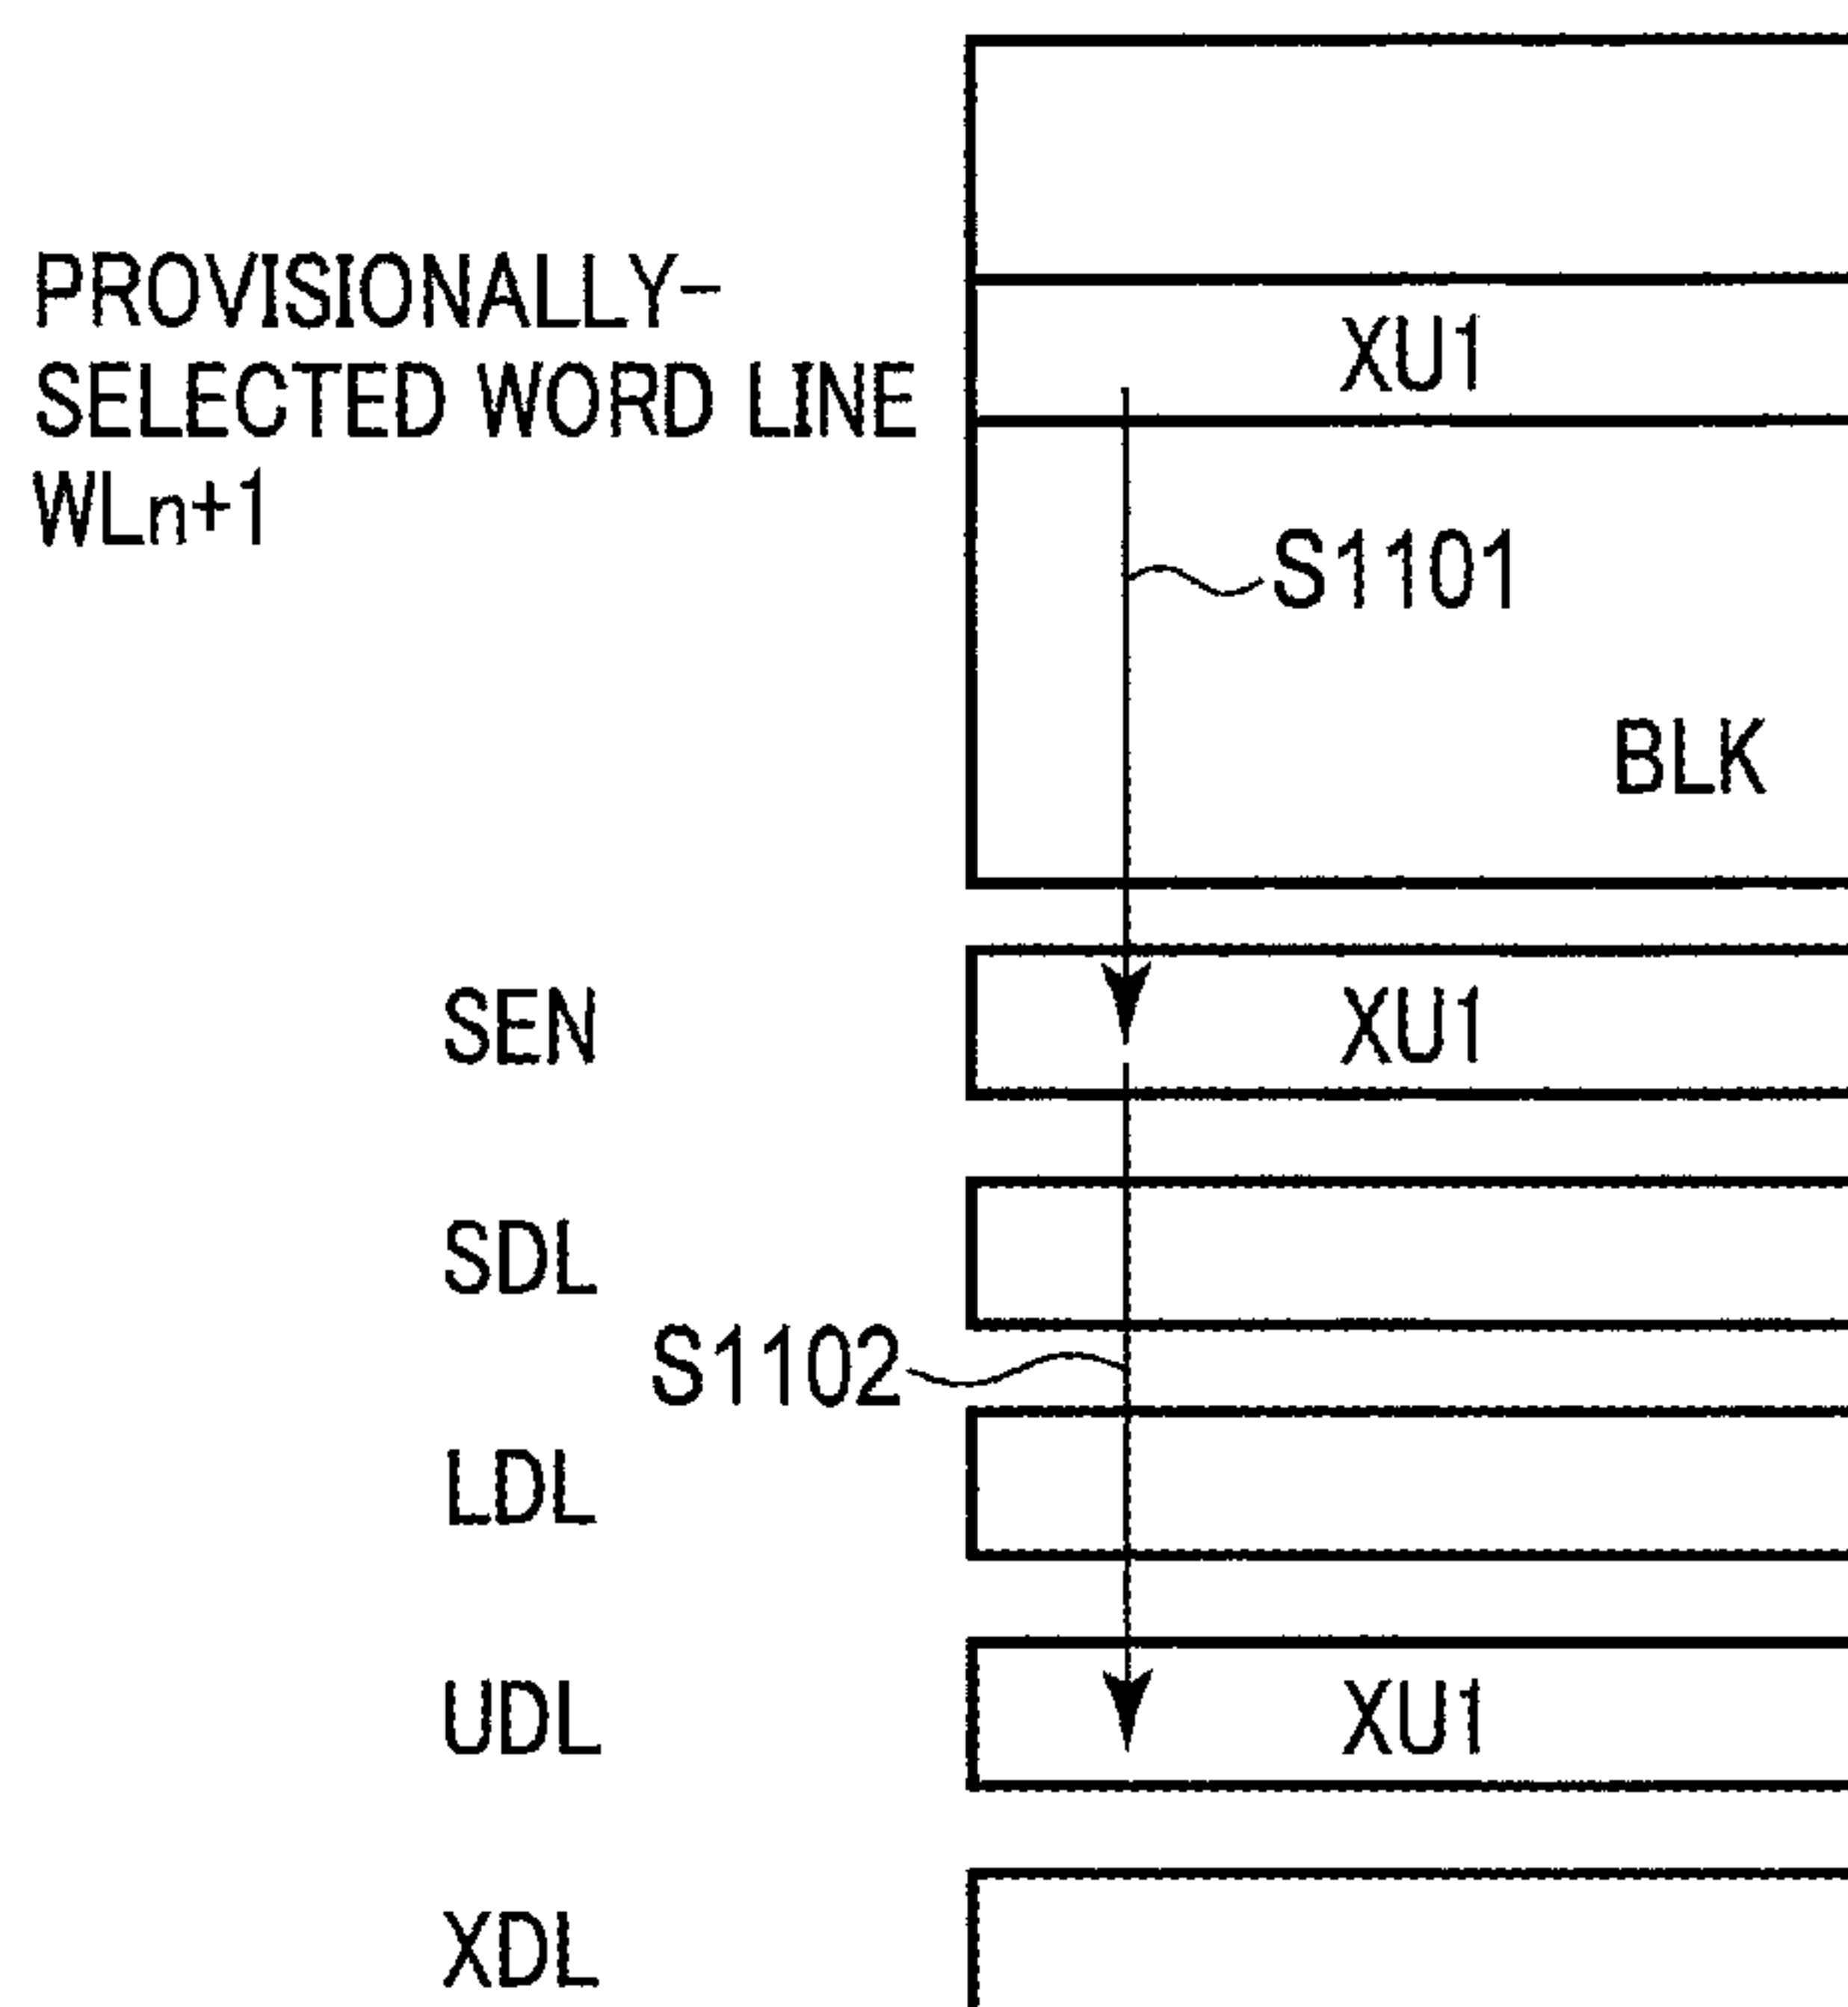 PROVISIONALLY-
SELECTED WORD LINE
WLn+1
XU1
S1101
BLK
SEN
XU1
SDL
S1102
LDL
UDL
XU1
XDL